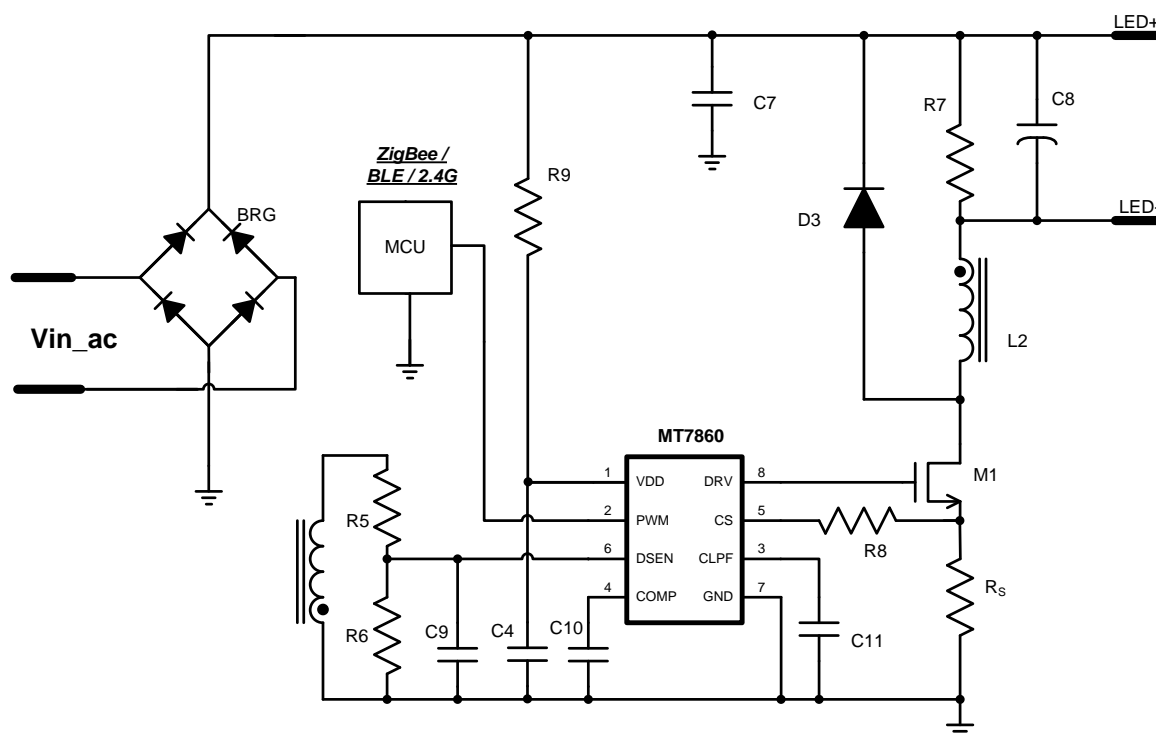 LED+
C7
R7
C8
ZigBee /
BLE / 2.4G
R9
BRG
MCU
D3
LED-
Vin_ac
L2
MT7860
1 VDD DRV 8
M1
2 PWM CS 5
R5
R8
6 DSEN CLPF 3
4 COMP GND 7
RS
R6
C9
C4
C10
C11